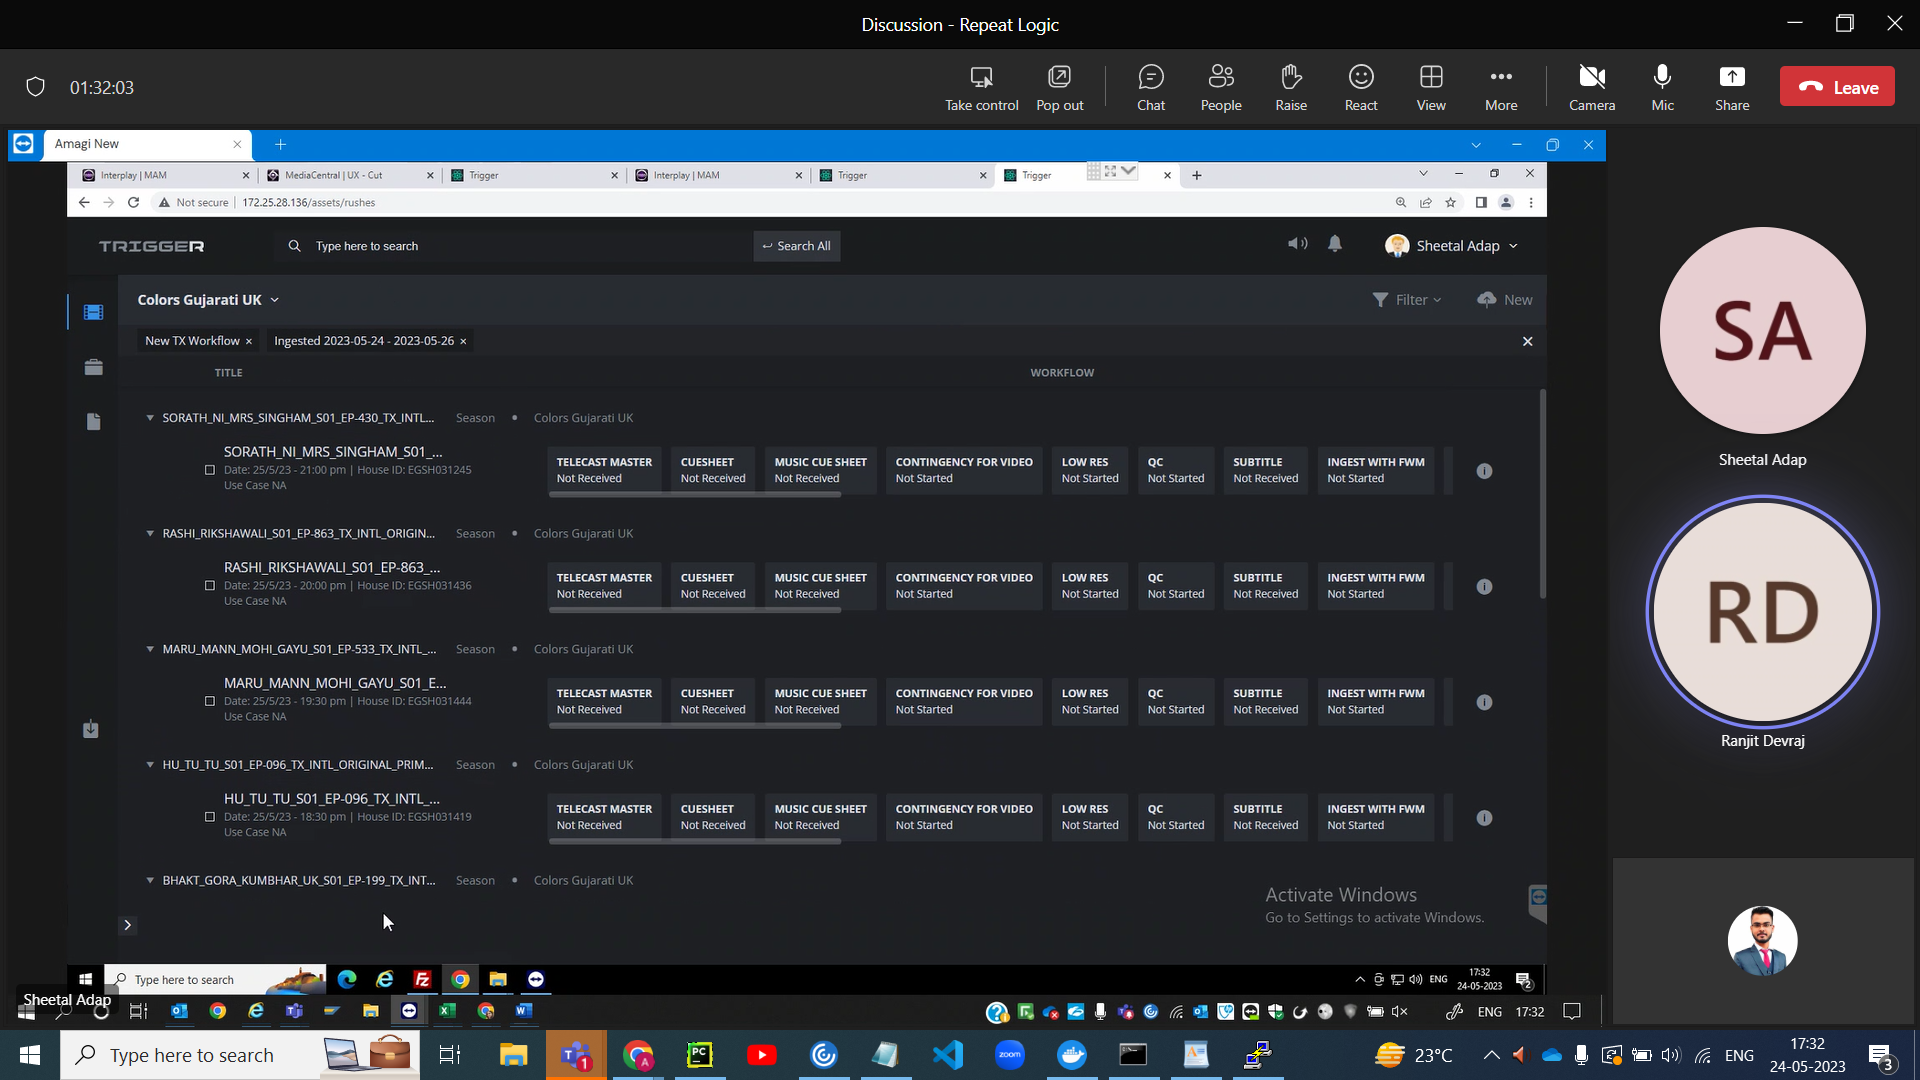 Discussion - Repeat Logic
01:32:03
Take control
Pop out
Chat
People
Raise
React
View
More
Camera
Mic
Share
Leave
Amagi New
Interplay | MAM
MediaCentral | UX - Cut
Trigger
Interplay | MAM
Trigger
Trigger
Not secure
172.25.28.136/assets/rushes
TRIGGER
Type here to search
Search All
Sheetal Adap
Colors Gujarati UK
Filter
New
New TX Workflow ×
Ingested 2023-05-24 - 2023-05-26 ×
TITLE
WORKFLOW
SORATH_NI_MRS_SINGHAM_S01_EP-430_TX_INTL...
Season • Colors Gujarati UK
SORATH_NI_MRS_SINGHAM_S01_...
Date: 25/5/23 - 21:00 pm | House ID: EGSH031245
Use Case NA
TELECAST MASTER
Not Received
CUESHEET
Not Received
MUSIC CUE SHEET
Not Received
CONTINGENCY FOR VIDEO
Not Started
LOW RES
Not Started
QC
Not Started
SUBTITLE
Not Received
INGEST WITH FWM
Not Started
RASHI_RIKSHAWALI_S01_EP-863_TX_INTL_ORIGIN...
Season • Colors Gujarati UK
RASHI_RIKSHAWALI_S01_EP-863_...
Date: 25/5/23 - 20:00 pm | House ID: EGSH031436
Use Case NA
TELECAST MASTER
Not Received
CUESHEET
Not Received
MUSIC CUE SHEET
Not Received
CONTINGENCY FOR VIDEO
Not Started
LOW RES
Not Started
QC
Not Started
SUBTITLE
Not Received
INGEST WITH FWM
Not Started
MARU_MANN_MOHI_GAYU_S01_EP-533_TX_INTL_...
Season • Colors Gujarati UK
MARU_MANN_MOHI_GAYU_S01_E...
Date: 25/5/23 - 19:30 pm | House ID: EGSH031444
Use Case NA
TELECAST MASTER
Not Received
CUESHEET
Not Received
MUSIC CUE SHEET
Not Received
CONTINGENCY FOR VIDEO
Not Started
LOW RES
Not Started
QC
Not Started
SUBTITLE
Not Received
INGEST WITH FWM
Not Started
HU_TU_TU_S01_EP-096_TX_INTL_ORIGINAL_PRIM...
Season • Colors Gujarati UK
HU_TU_TU_S01_EP-096_TX_INTL_...
Date: 25/5/23 - 18:30 pm | House ID: EGSH031419
Use Case NA
TELECAST MASTER
Not Received
CUESHEET
Not Received
MUSIC CUE SHEET
Not Received
CONTINGENCY FOR VIDEO
Not Started
LOW RES
Not Started
QC
Not Started
SUBTITLE
Not Received
INGEST WITH FWM
Not Started
BHAKT_GORA_KUMBHAR_UK_S01_EP-199_TX_INT...
Season • Colors Gujarati UK
Activate Windows
Go to Settings to activate Windows.
Type here to search
ENG
17:32
24-05-2023
2
Sheetal Adap
ENG
17:32
SA
Sheetal Adap
RD
Ranjit Devraj
Type here to search
1
PC
zoom
23°C
ENG
17:32
24-05-2023
3